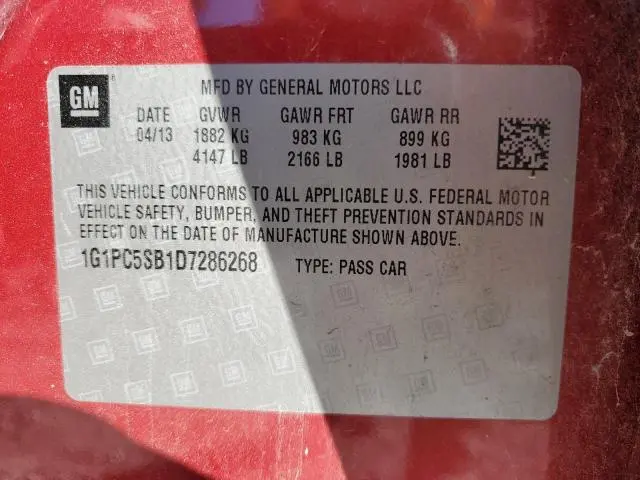 GM ® MFD BY GENERAL MOTORS LLC
DATE GVWR GAWR FRT GAWR RR
04/13 1882 KG 983 KG 899 KG
4147 LB 2166 LB 1981 LB
THIS VEHICLE CONFORMS TO ALL APPLICABLE U.S. FEDERAL MOTOR
VEHICLE SAFETY, BUMPER, AND THEFT PREVENTION STANDARDS IN
EFFECT ON THE DATE OF MANUFACTURE SHOWN ABOVE.
1G1PC5SB1D7286268 TYPE: PASS CAR